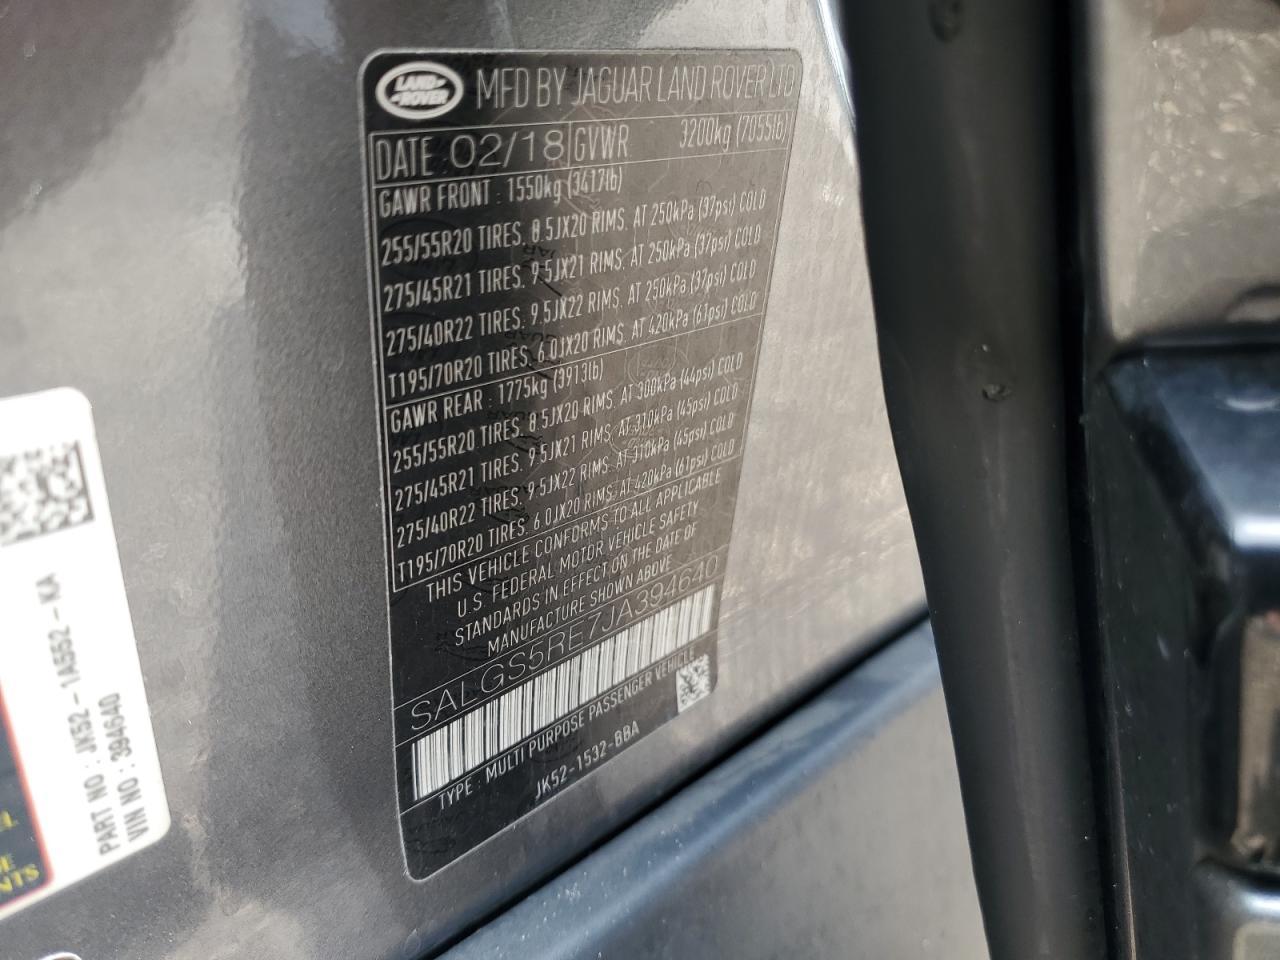 LAND ROVER
MFD BY JAGUAR LAND ROVER LTD
DATE : 02/18 GVWR 3200kg (7055lb)
GAWR FRONT : 1550kg (3417lb)
255/55R20 TIRES. 8.5JX20 RIMS. AT 250kPa (37psi) COLD
275/45R21 TIRES. 9.5JX21 RIMS. AT 250kPa (37psi) COLD
275/40R22 TIRES. 9.5JX22 RIMS. AT 250kPa (37psi) COLD
T195/70R20 TIRES. 6.0JX20 RIMS. AT 420kPa (61psi) COLD
GAWR REAR : 1775kg (3913lb)
255/55R20 TIRES. 8.5JX20 RIMS. AT 300kPa (44psi) COLD
275/45R21 TIRES. 9.5JX21 RIMS. AT 310kPa (45psi) COLD
275/40R22 TIRES. 9.5JX22 RIMS. AT 310kPa (45psi) COLD
T195/70R20 TIRES. 6.0JX20 RIMS. AT 420kPa (61psi) COLD
THIS VEHICLE CONFORMS TO ALL APPLICABLE
U.S. FEDERAL MOTOR VEHICLE SAFETY
STANDARDS IN EFFECT ON THE DATE OF
MANUFACTURE SHOWN ABOVE
SALGS5RE7JA394640
TYPE : MULTI PURPOSE PASSENGER VEHICLE
JK52-1532-BBA
PART NO : JK52 - 1A552 - KA
VIN NO : 394640